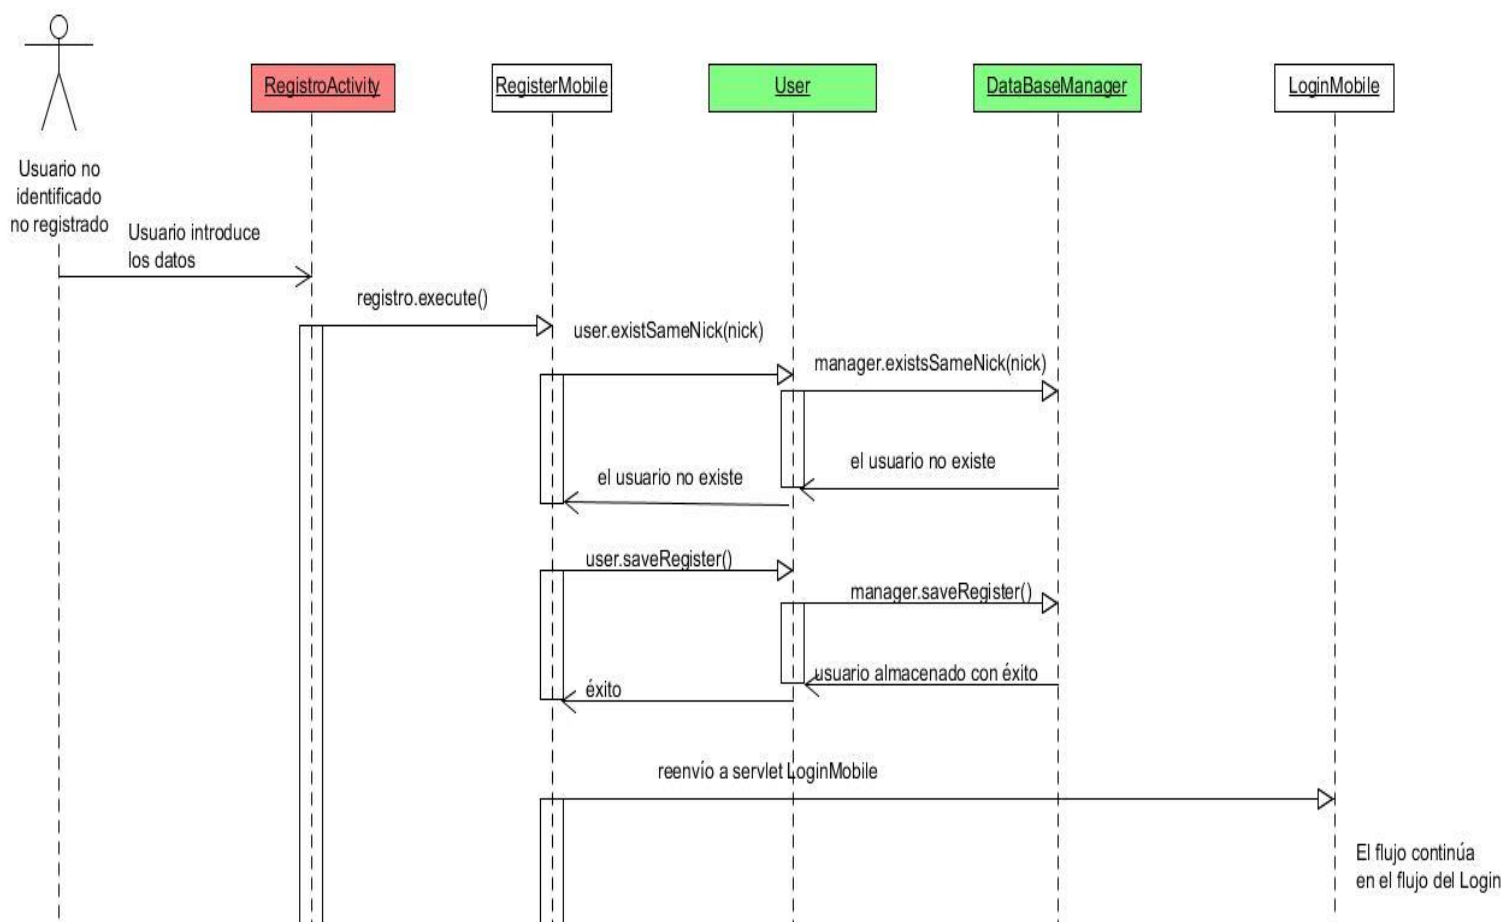 RegistroActivity
RegisterMobile
User
DataBaseManager
LoginMobile
Usuario no
identificado
no registrado
Usuario introduce
los datos
registro.execute()
user.existSameNick(nick)
manager.existsSameNick(nick)
el usuario no existe
el usuario no existe
user.saveRegister()
manager.saveRegister()
usuario almacenado con éxito
éxito
reenvío a servlet LoginMobile
El flujo continúa
en el flujo del Login